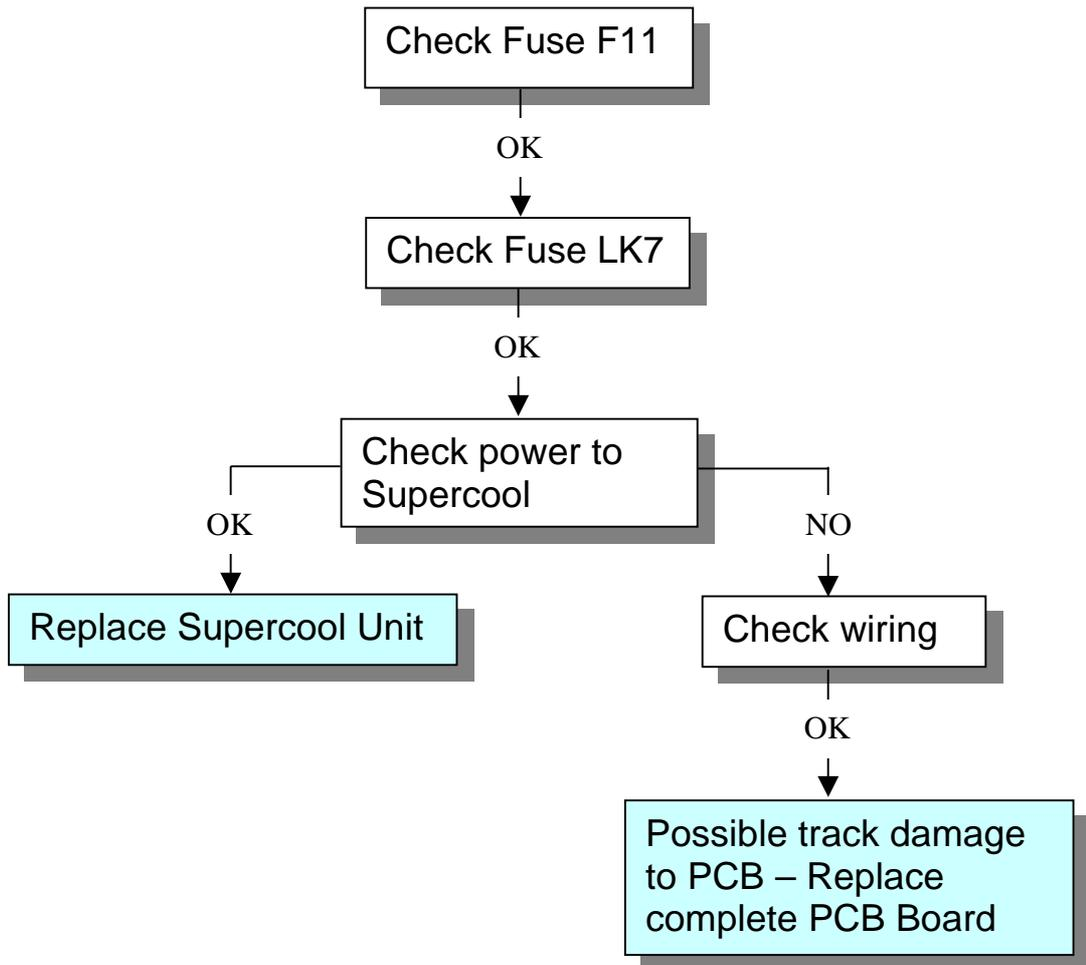 Check Fuse F11
OK
Check Fuse LK7
OK
Check power to
Supercool
OK
NO
Replace Supercool Unit
Check wiring
OK
Possible track damage
to PCB – Replace
complete PCB Board